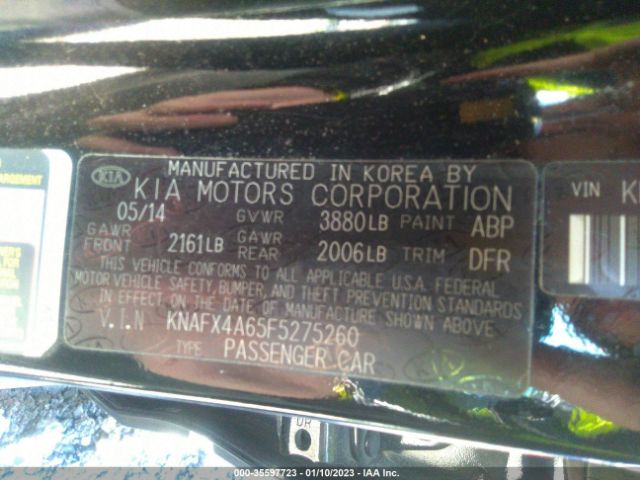 MANUFACTURED IN KOREA BY
KIA KIA MOTORS CORPORATION
05/14 GVWR 3880LB PAINT ABP
GAWR FRONT 2161LB GAWR REAR 2006LB TRIM DFR
THIS VEHICLE CONFORMS TO ALL APPLICABLE U.S.A. FEDERAL
MOTOR VEHICLE SAFETY, BUMPER, AND THEFT PREVENTION STANDARDS
IN EFFECT ON THE DATE OF MANUFACTURE SHOWN ABOVE.
V.I.N KNAFX4A65F5275260
TYPE PASSENGER CAR
VIN
DR
000-35597723 - 01/10/2023 - IAA Inc.